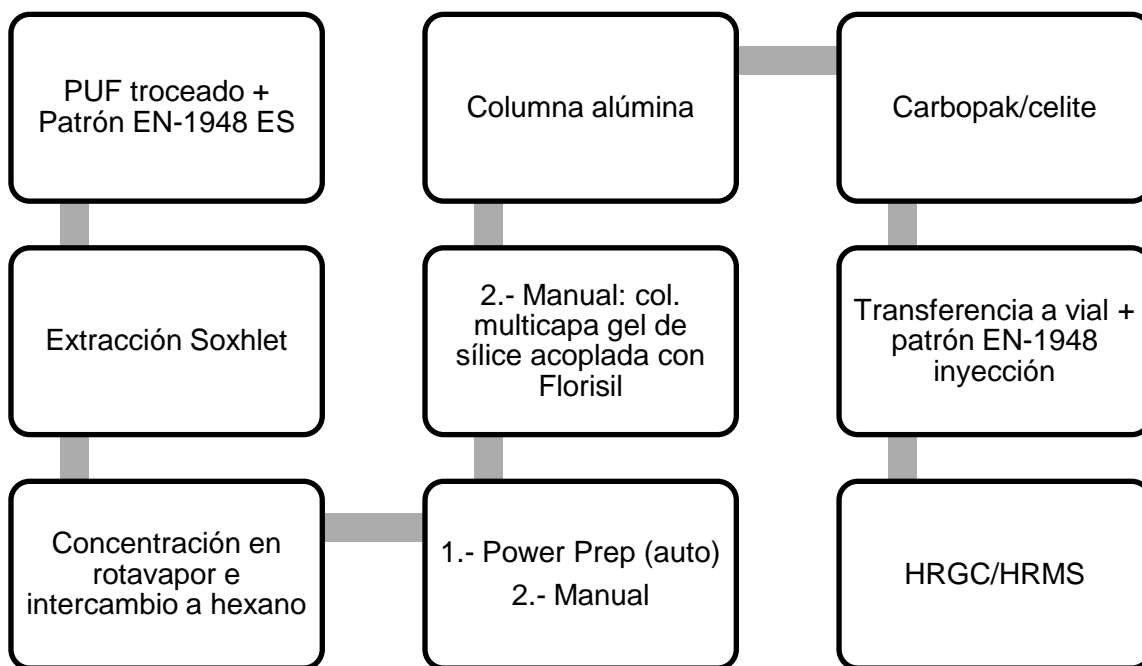 PUF troceado +
Patrón EN-1948 ES
Extracción Soxhlet
Concentración en
rotavapor e
intercambio a hexano
1.- Power Prep (auto)
2.- Manual
2.- Manual: col.
multicapa gel de
sílice acoplada con
Florisil
Columna alúmina
Carbopak/celite
Transferencia a vial +
patrón EN-1948
inyección
HRGC/HRMS